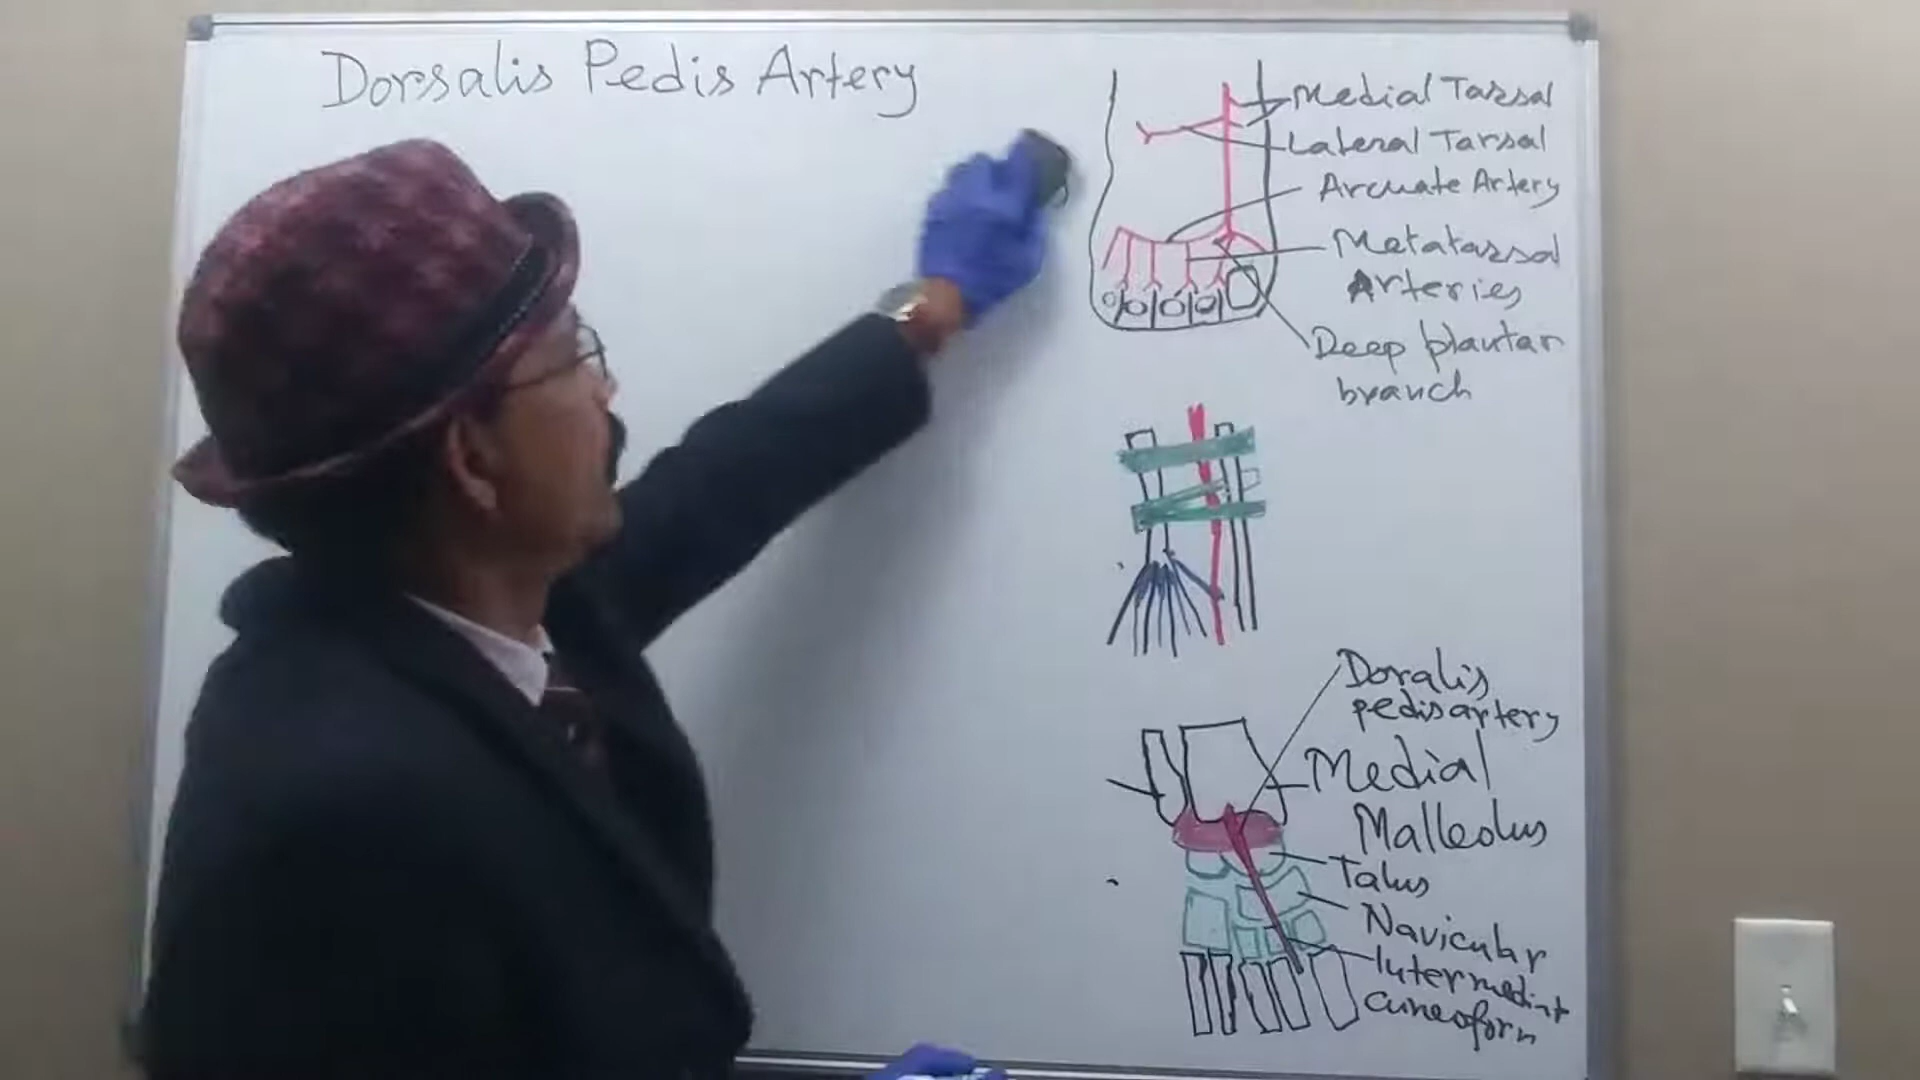 Dorsalis Pedis Artery
Medial Tarsal
Lateral Tarsal
Arcuate Artery
Metatarsal
Arteries
Deep plantar
branch
Doralis
pedis artery
Medial
Malleolus
Talus
Navicular
Intermedint
cuneoform